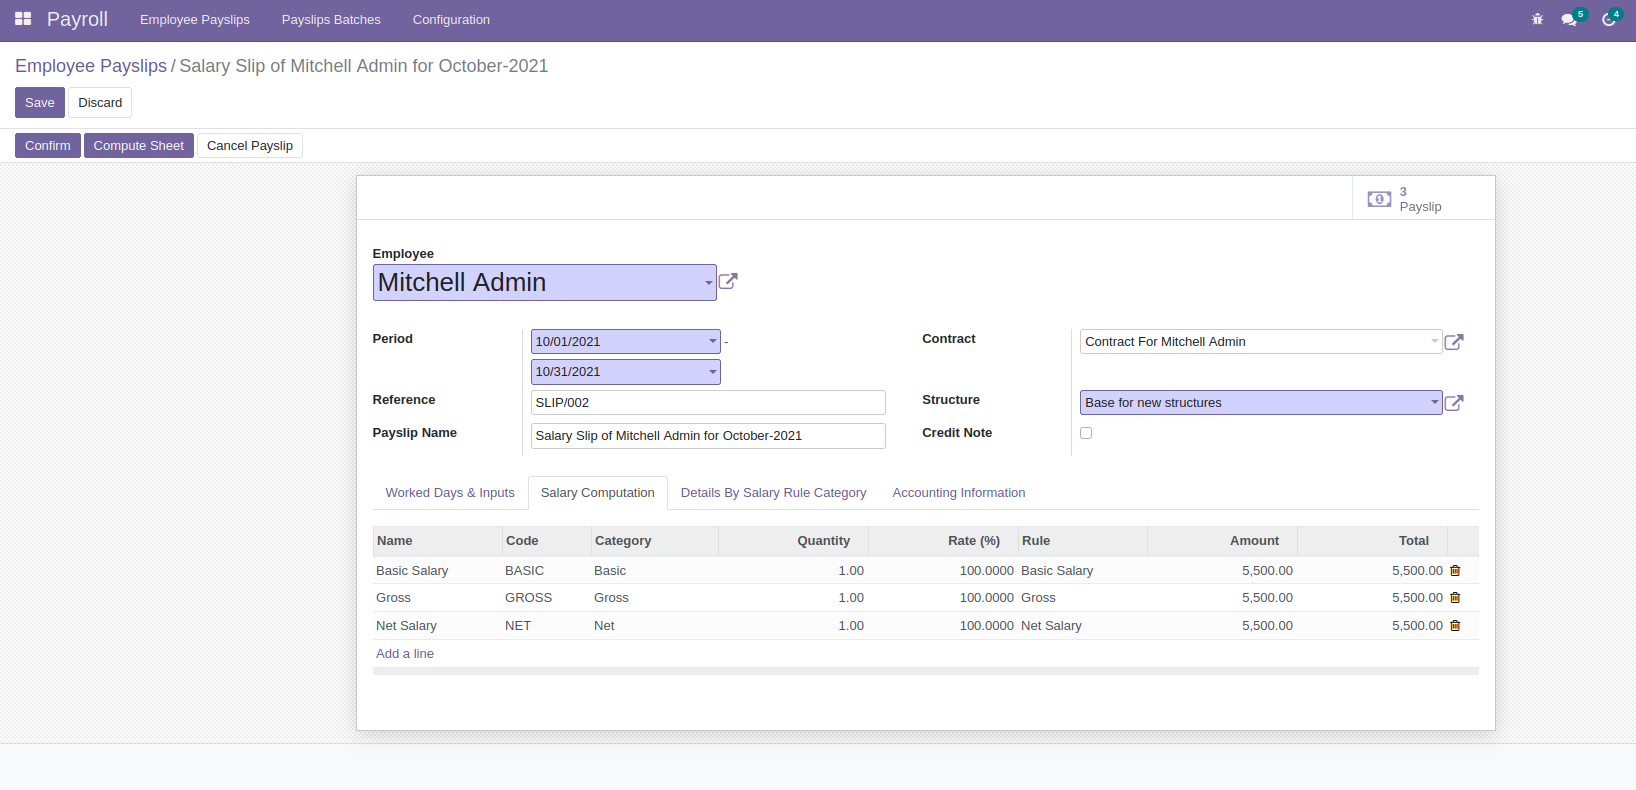 Payroll Employee Payslips Payslips Batches Configuration 5 4
Employee Payslips / Salary Slip of Mitchell Admin for October-2021
Save Discard
Confirm Compute Sheet Cancel Payslip
3
Payslip
Employee
Mitchell Admin
Period 10/01/2021 - Contract Contract For Mitchell Admin
10/31/2021
Reference SLIP/002 Structure Base for new structures
Payslip Name Salary Slip of Mitchell Admin for October-2021 Credit Note
Worked Days & Inputs Salary Computation Details By Salary Rule Category Accounting Information
Name Code Category Quantity Rate (%) Rule Amount Total
Basic Salary BASIC Basic 1.00 100.0000 Basic Salary 5,500.00 5,500.00
Gross GROSS Gross 1.00 100.0000 Gross 5,500.00 5,500.00
Net Salary NET Net 1.00 100.0000 Net Salary 5,500.00 5,500.00
Add a line